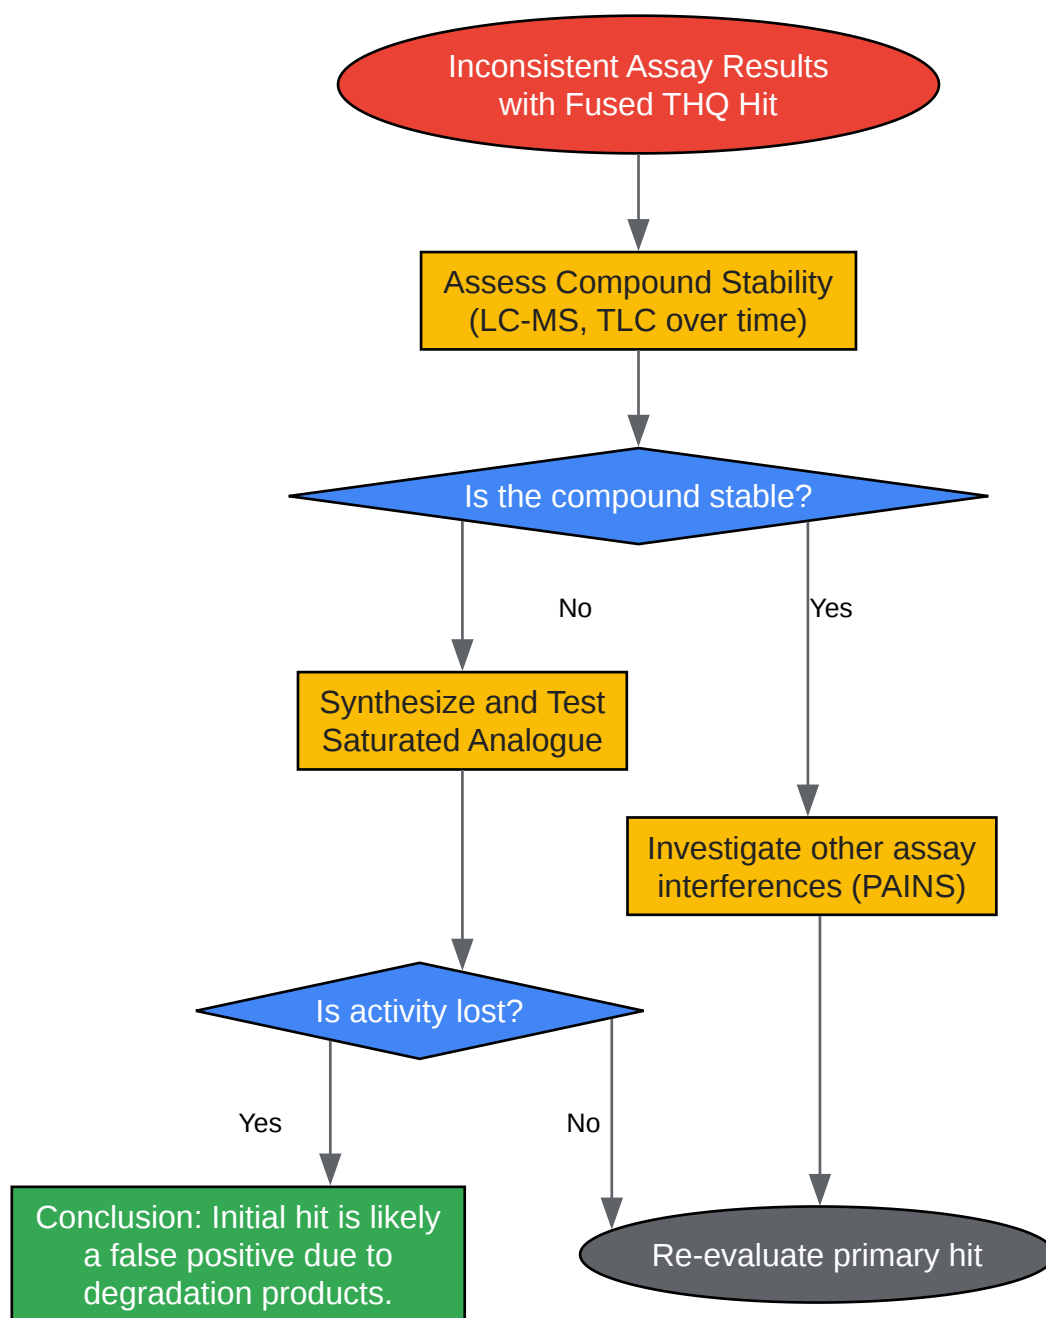 Inconsistent Assay Results
with Fused THQ Hit
Assess Compound Stability
(LC-MS, TLC over time)
Is the compound stable?
No
Yes
Synthesize and Test
Saturated Analogue
Investigate other assay
interferences (PAINS)
Is activity lost?
Yes
No
Conclusion: Initial hit is likely
a false positive due to
degradation products.
Re-evaluate primary hit